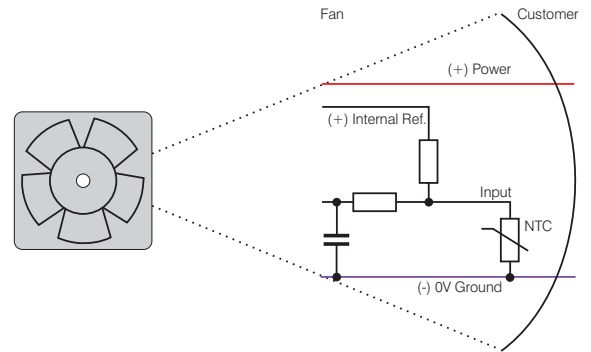 Fan
Customer
(+) Power
(+) Internal Ref.
Input
NTC
(-) 0V Ground